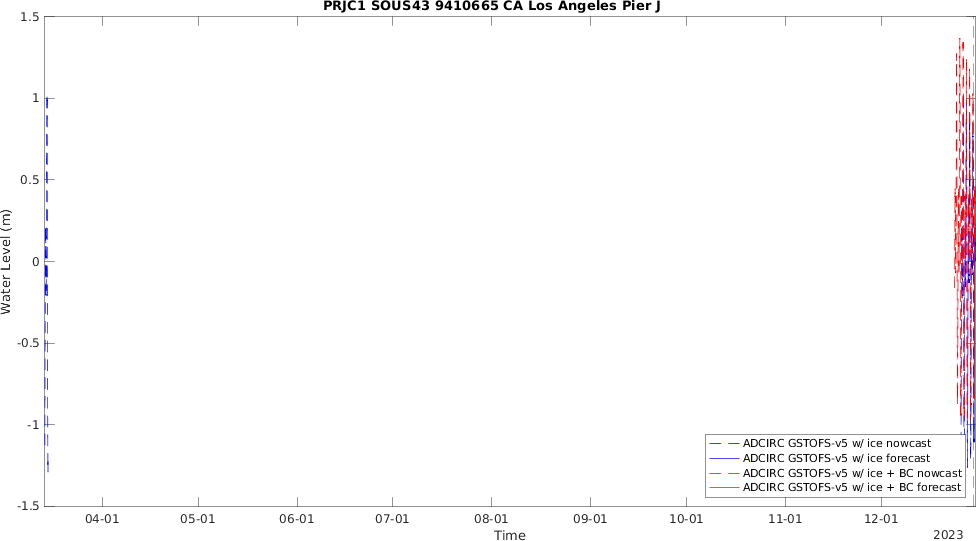 PRJC1 SOUS43 9410665 CA Los Angeles Pier J
1.5
1
0.5
0
-0.5
-1
-1.5
Water Level (m)
04-01 05-01 06-01 07-01 08-01 09-01 10-01 11-01 12-01
Time
2023
ADCIRC GSTOFS-v5 w/ ice nowcast
ADCIRC GSTOFS-v5 w/ ice forecast
ADCIRC GSTOFS-v5 w/ ice + BC nowcast
ADCIRC GSTOFS-v5 w/ ice + BC forecast